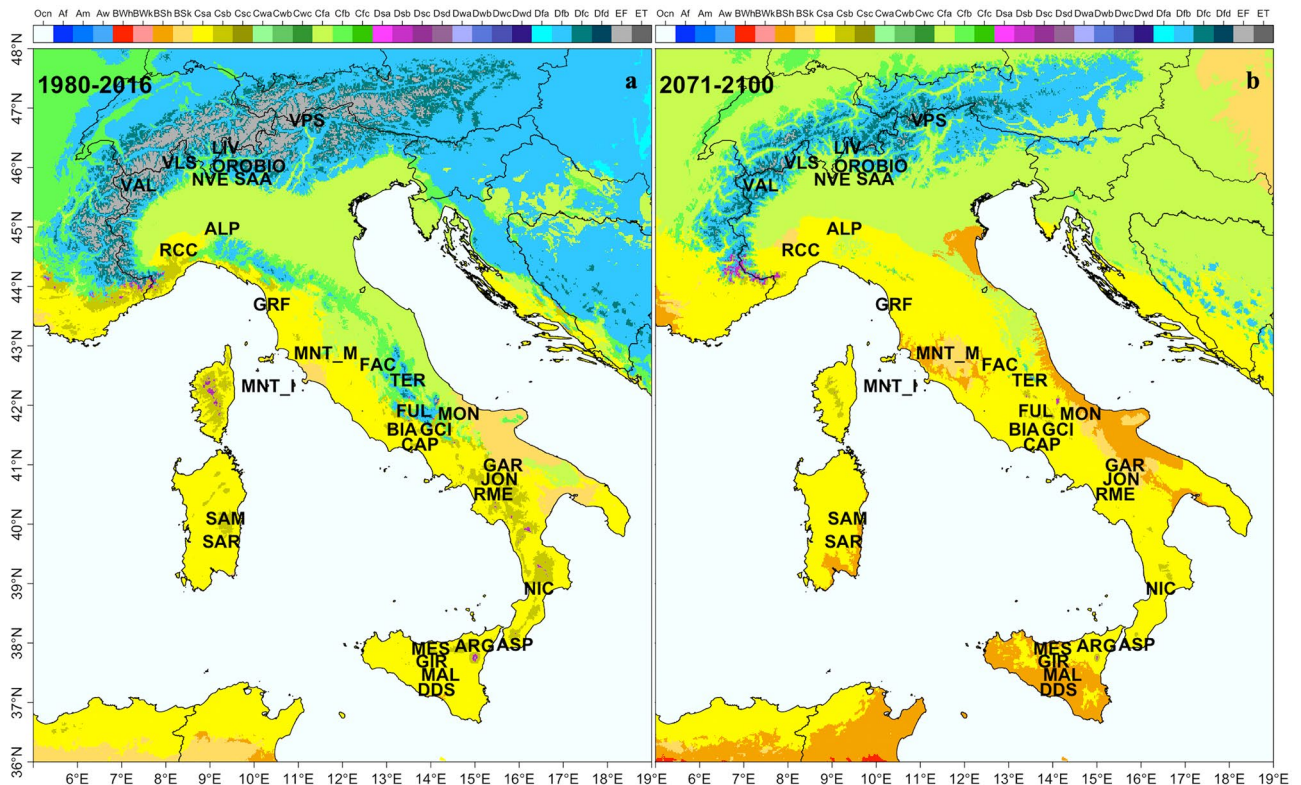 Ocn Af Am Aw BWh BWk BSh BSk Csa Csb Csc Cwa Cwb Cwc Cfa Cfb Cfc Dsa Dsb Dsc Dsd Dwa Dwb Dwc Dwd Dfa Dfb Dfc Dfd EF ET
Ocn Af Am Aw BWh BWk BSh BSk Csa Csb Csc Cwa Cwb Cwc Cfa Cfb Cfc Dsa Dsb Dsc Dsd Dwa Dwb Dwc Dwd Dfa Dfb Dfc Dfd EF ET
1980-2016 a
VPS
LIV
VLS OROBIO
VAL NVE SAA
ALP
RCC
GRF
MNT_M
FAC
MNT_I TER
FUL MON
BIA GCI
CAP
GAR
JON
RME
SAM
SAR
NIC
MES ARG ASP
GIR
MAL
DDS
48°N
47°N
46°N
45°N
44°N
43°N
42°N
41°N
40°N
39°N
38°N
37°N
36°N
6°E 7°E 8°E 9°E 10°E 11°E 12°E 13°E 14°E 15°E 16°E 17°E 18°E 19°
2071-2100 b
VPS
LIV
VLS OROBIO
VAL NVE SAA
ALP
RCC
GRF
MNT_M
FAC
MNT_I TER
FUL MON
BIA GCI
CAP
GAR
JON
RME
SAM
SAR
NIC
MES ARG ASP
GIR
MAL
DDS
E 6°E 7°E 8°E 9°E 10°E 11°E 12°E 13°E 14°E 15°E 16°E 17°E 18°E 19°E